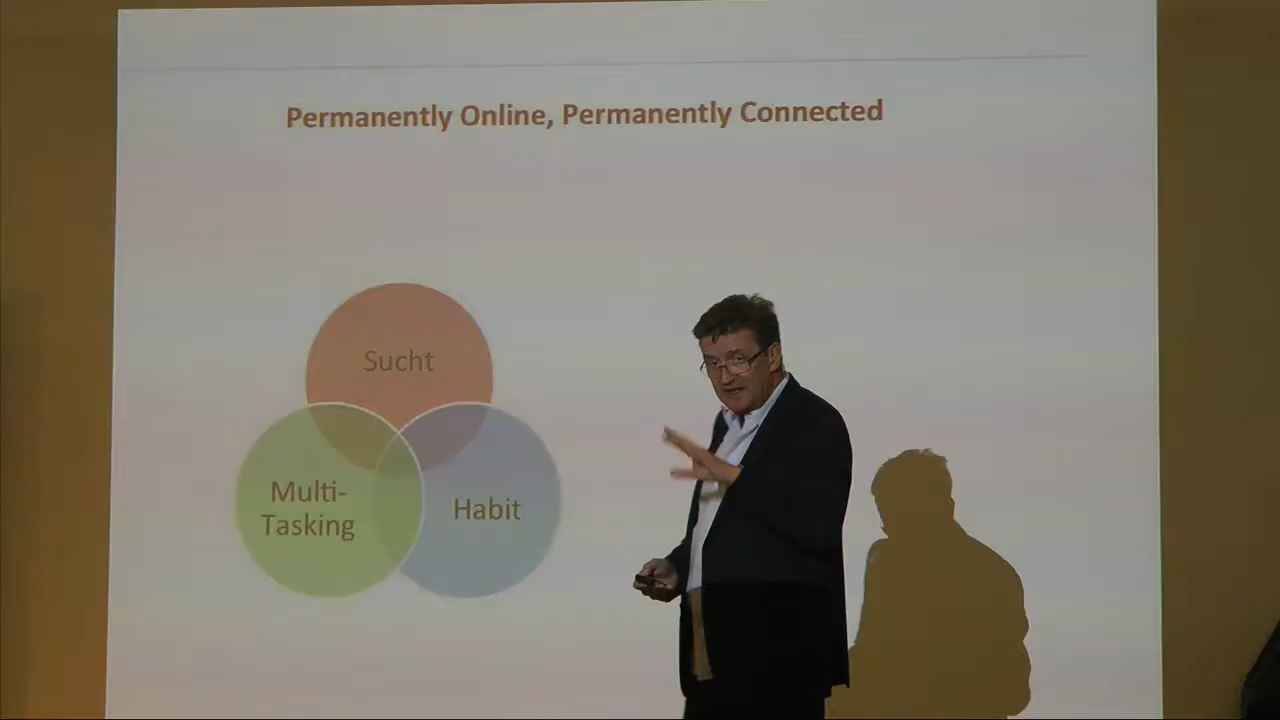 Permanently Online, Permanently Connected
Sucht
Multi-
Tasking
Habit